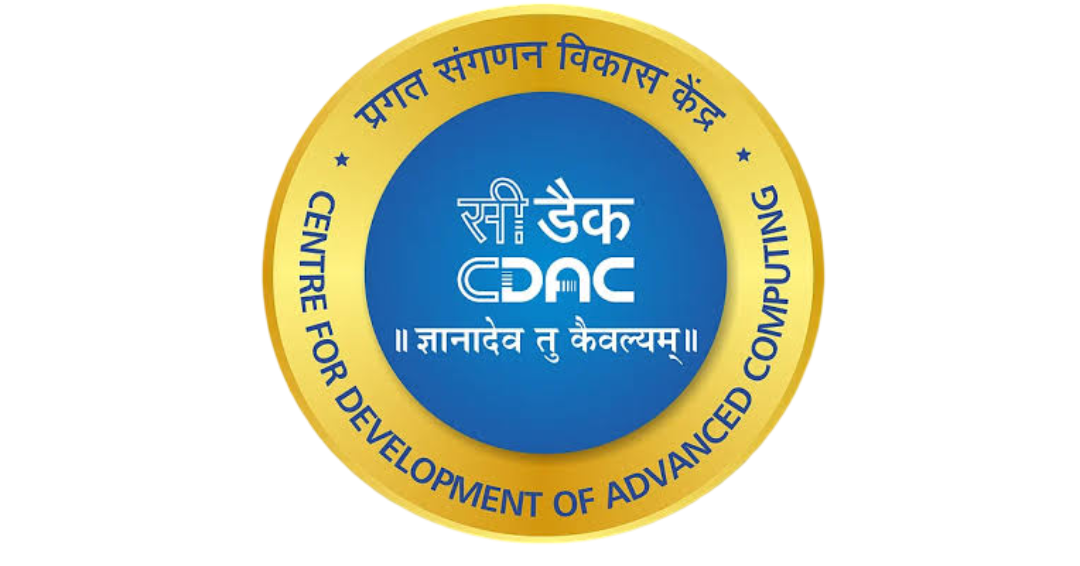 प्रगत संगणन विकास केंद्र
सी डैक
CDAC
॥ ज्ञानादेव तु कैवल्यम् ॥
CENTRE FOR DEVELOPMENT OF ADVANCED COMPUTING